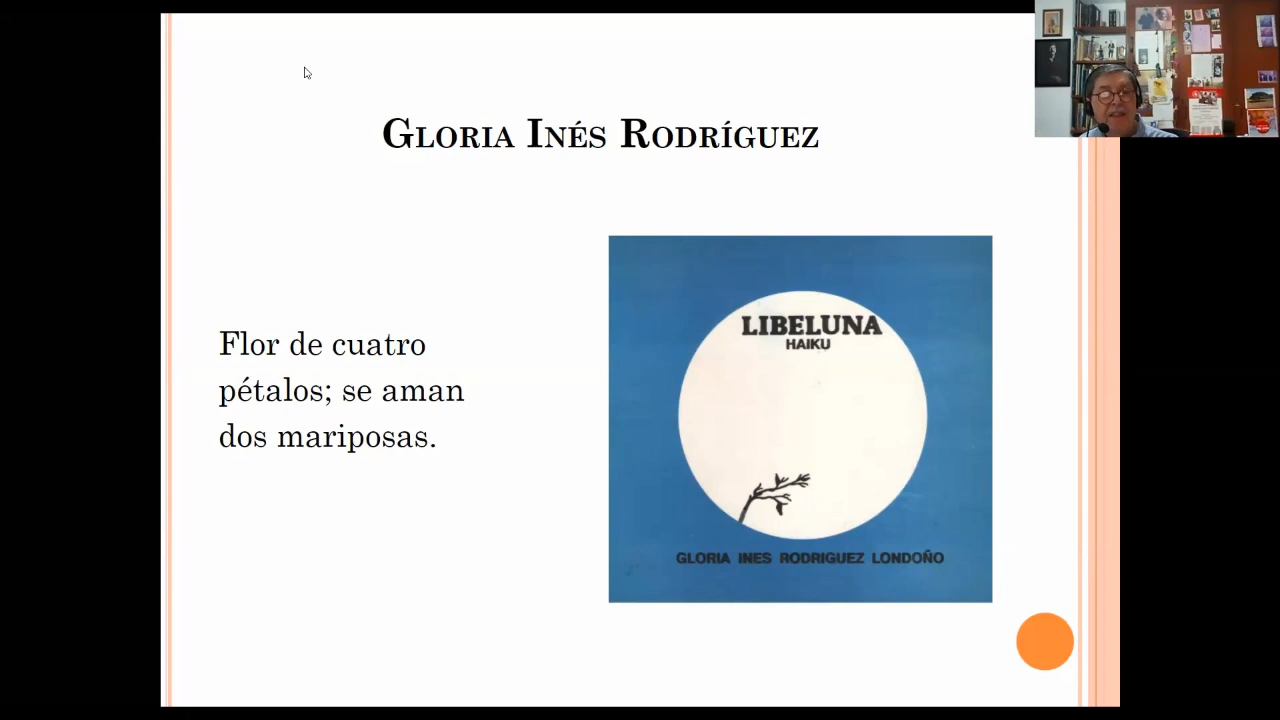 Gloria Inés Rodríguez
Flor de cuatro
pétalos; se aman
dos mariposas.
LIBELUNA
HAIKU
GLORIA INES RODRIGUEZ LONDOÑO